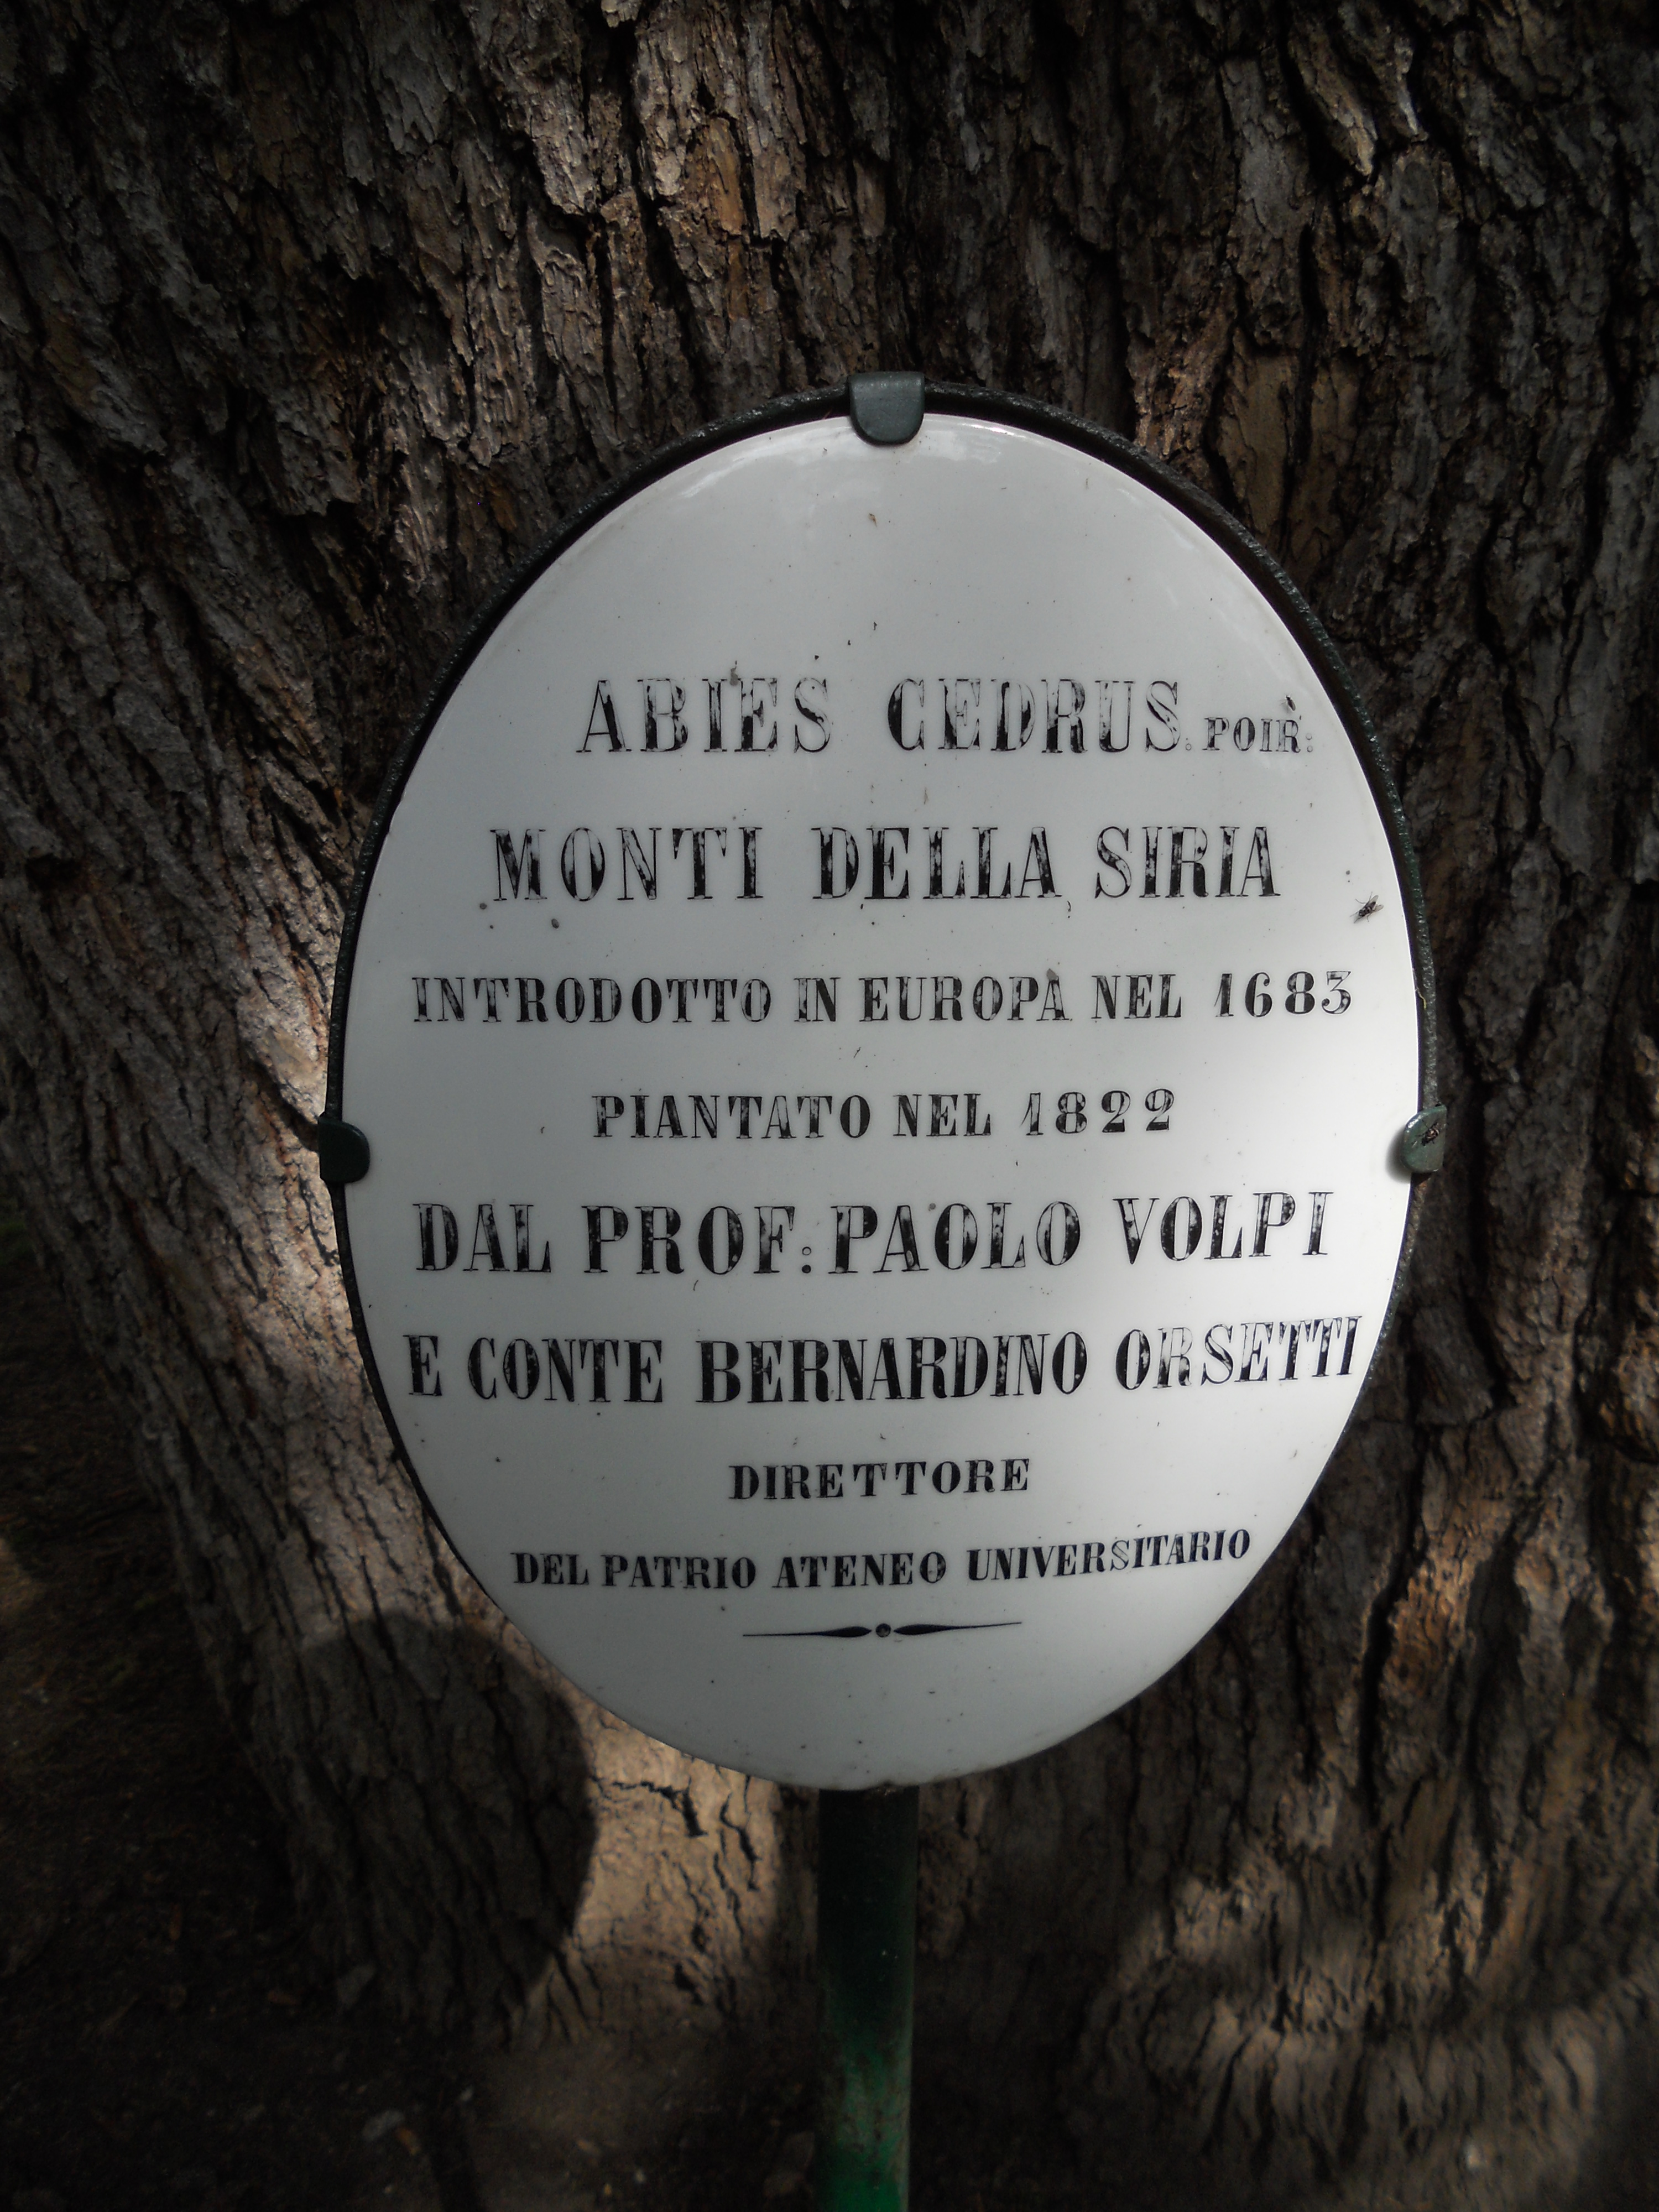 ABIES CEDRUS. POIR:
MONTI DELLA SIRIA
INTRODOTTO IN EUROPA NEL 1683
PIANTATO NEL 1822
DAL PROF: PAOLO VOLPI
E CONTE BERNARDINO ORSETTI
DIRETTORE
DEL PATRIO ATENEO UNIVERSITARIO